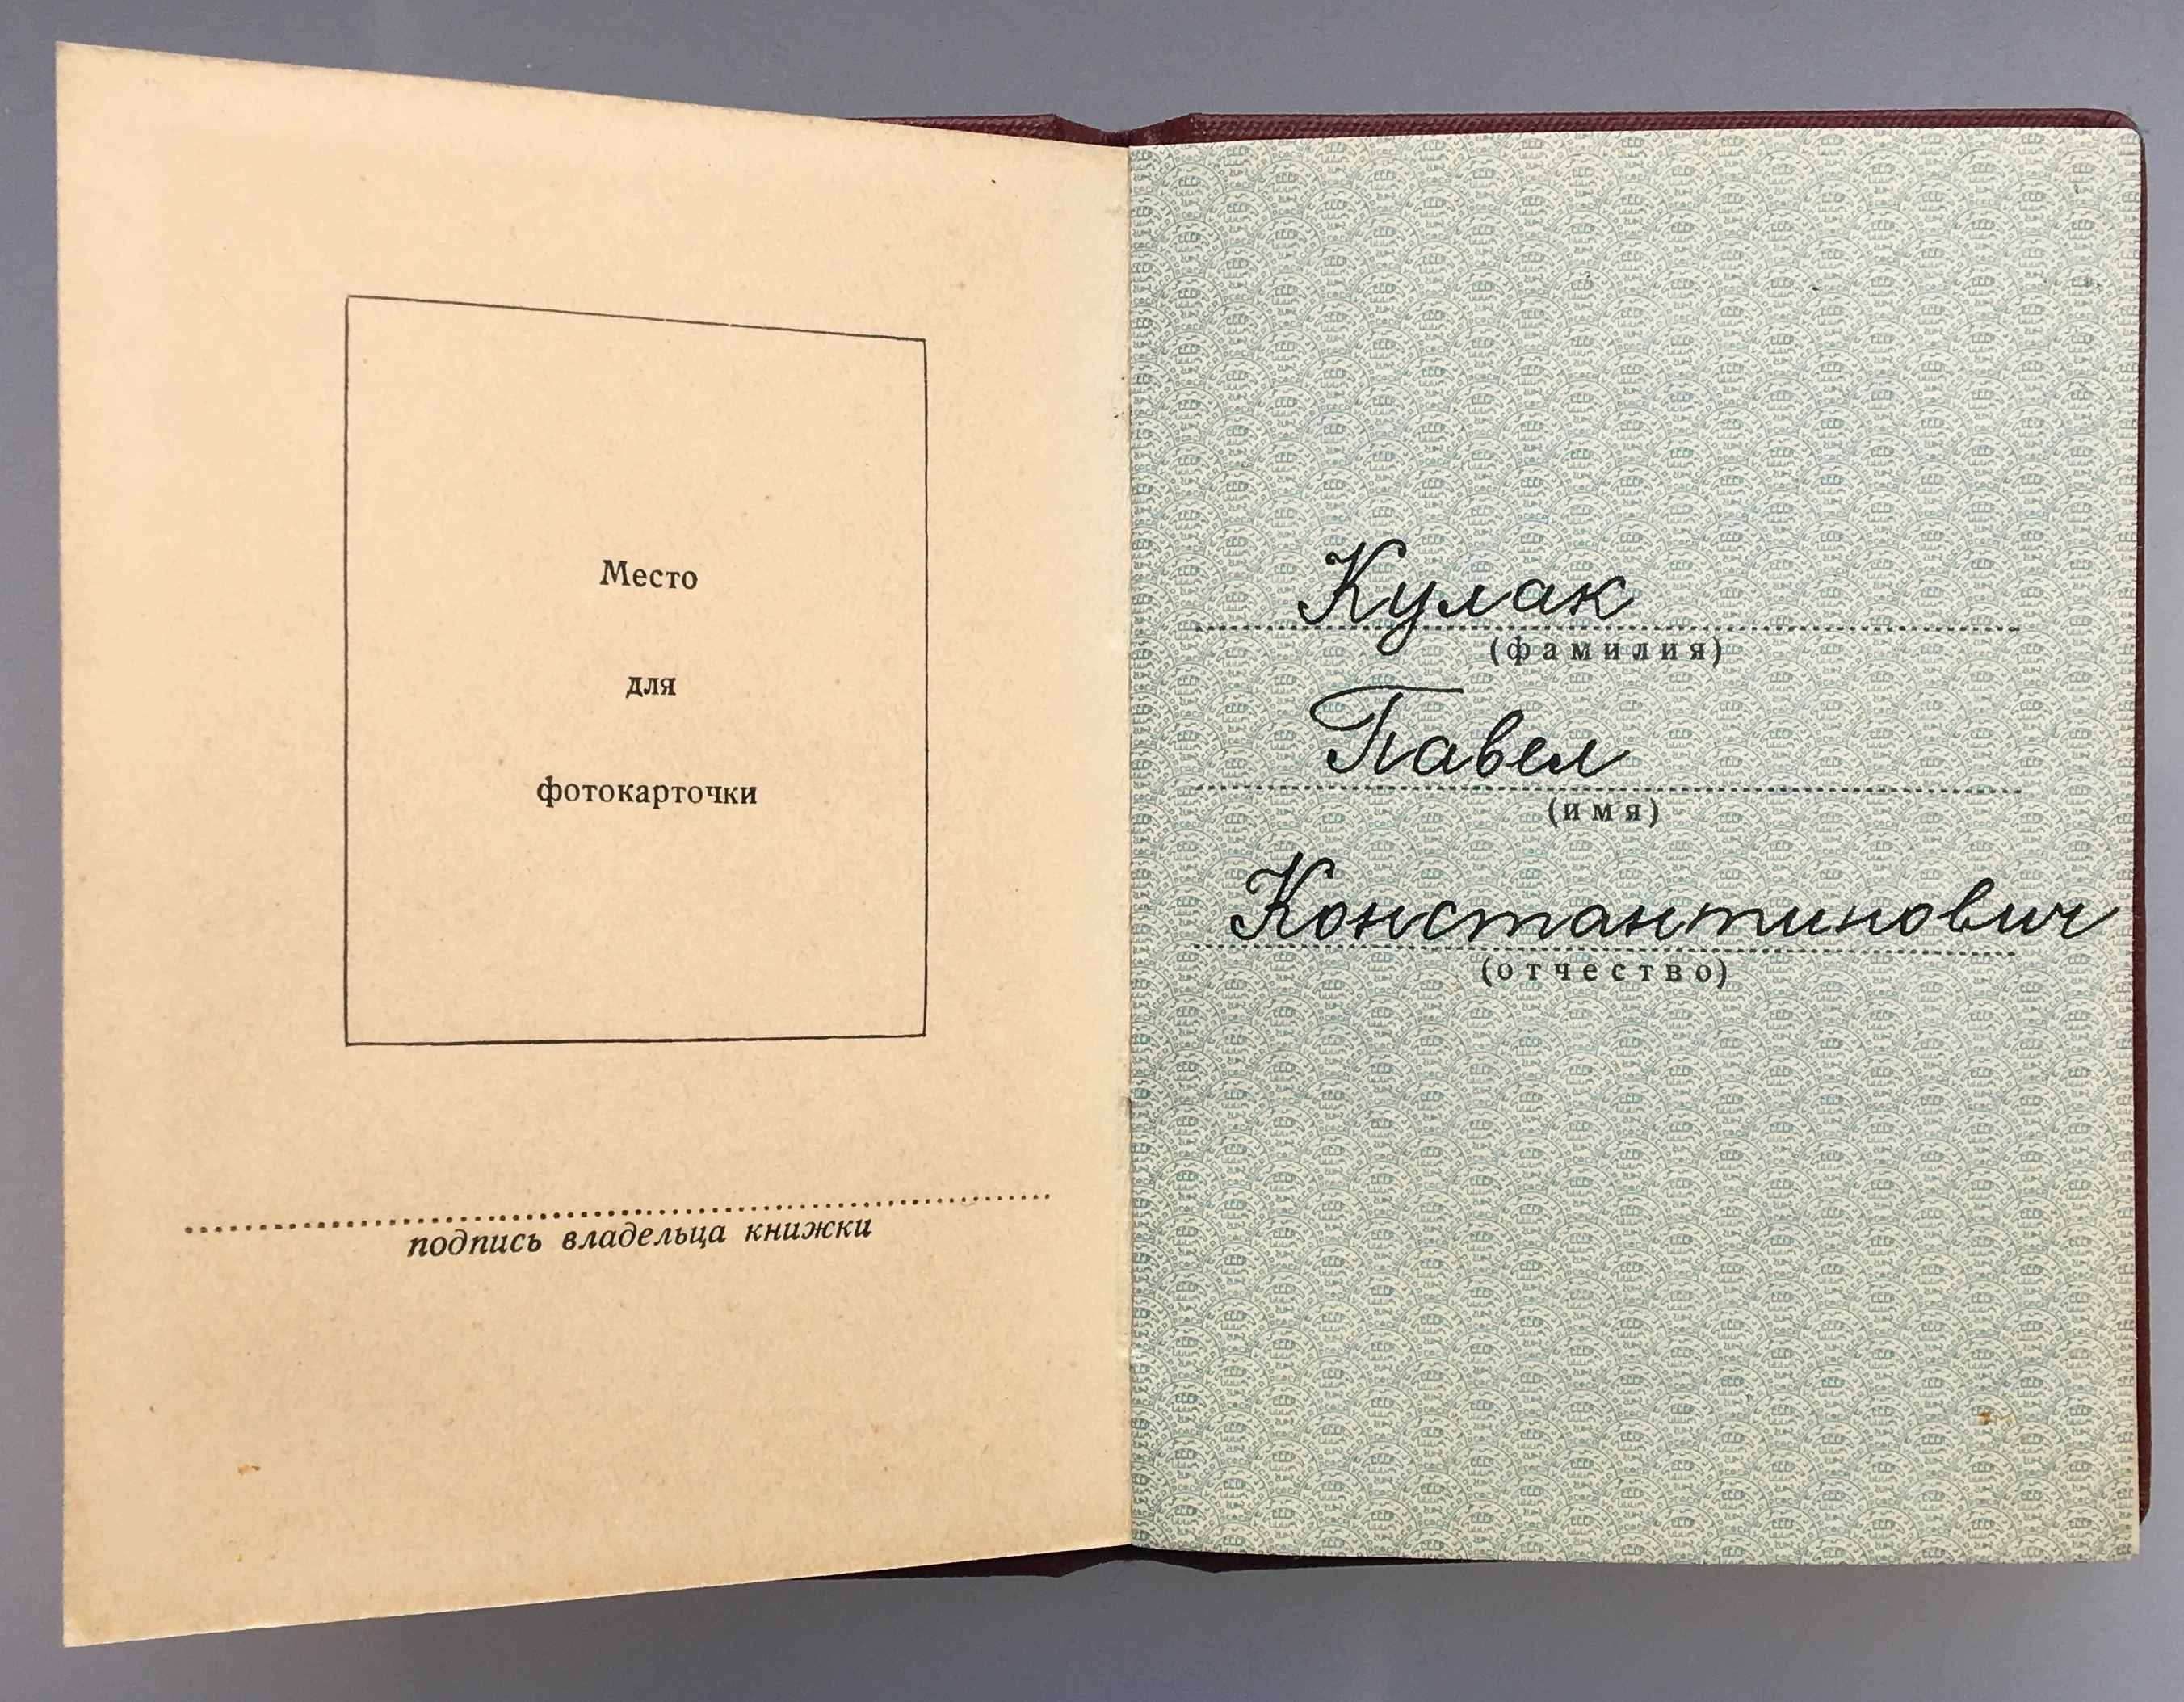 Место
для
фотокарточки
подпись владельца книжки
Кулак
(фамилия)
Павел
(имя)
Константинович
(отчество)